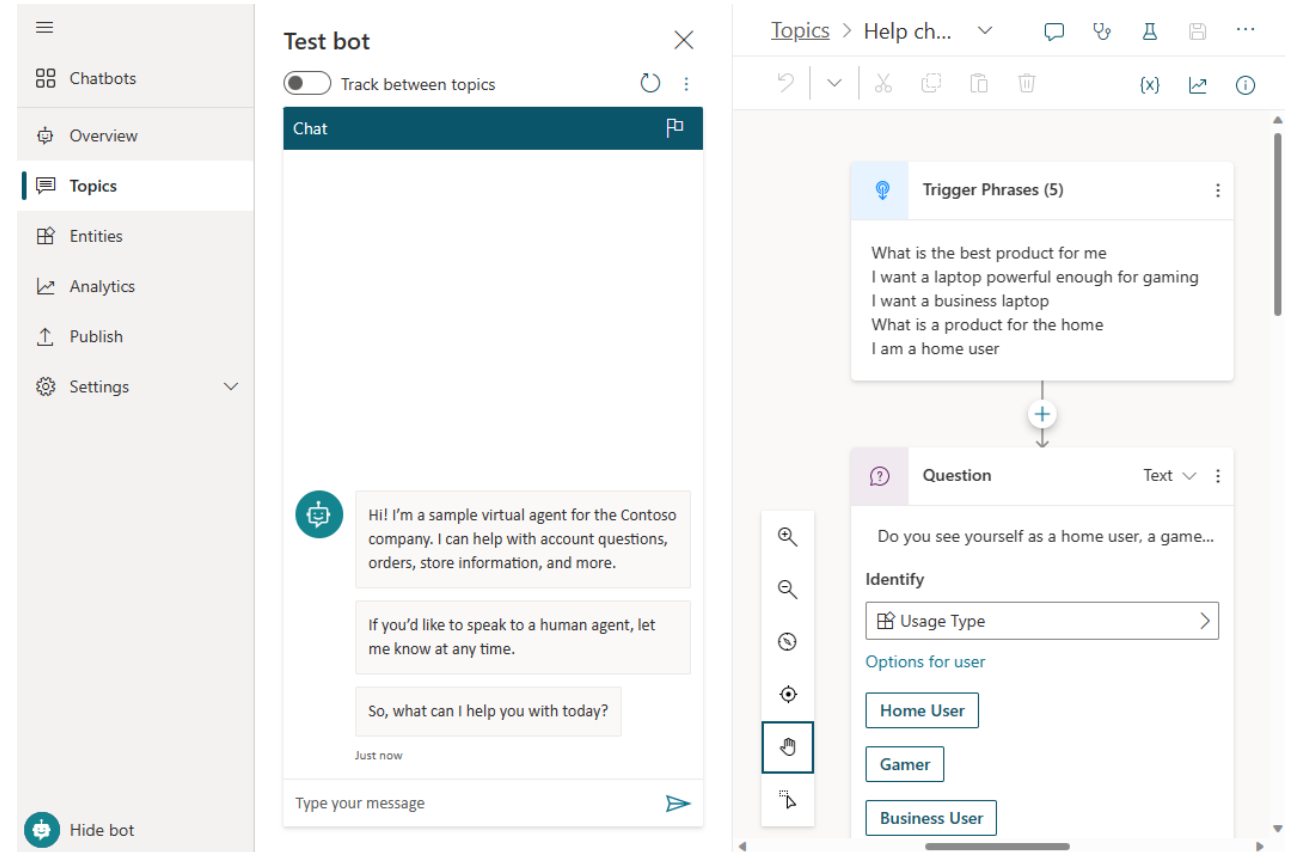 Chatbots
Overview
Topics
Entities
Analytics
Publish
Settings
Hide bot
Test bot
Track between topics
Chat
Hi! I'm a sample virtual agent for the Contoso
company. I can help with account questions,
orders, store information, and more.
If you'd like to speak to a human agent, let
me know at any time.
So, what can I help you with today?
Just now
Type your message
Topics > Help ch...
{x}
Trigger Phrases (5)
What is the best product for me
I want a laptop powerful enough for gaming
I want a business laptop
What is a product for the home
I am a home user
Question Text
Do you see yourself as a home user, a game...
Identify
Usage Type
Options for user
Home User
Gamer
Business User